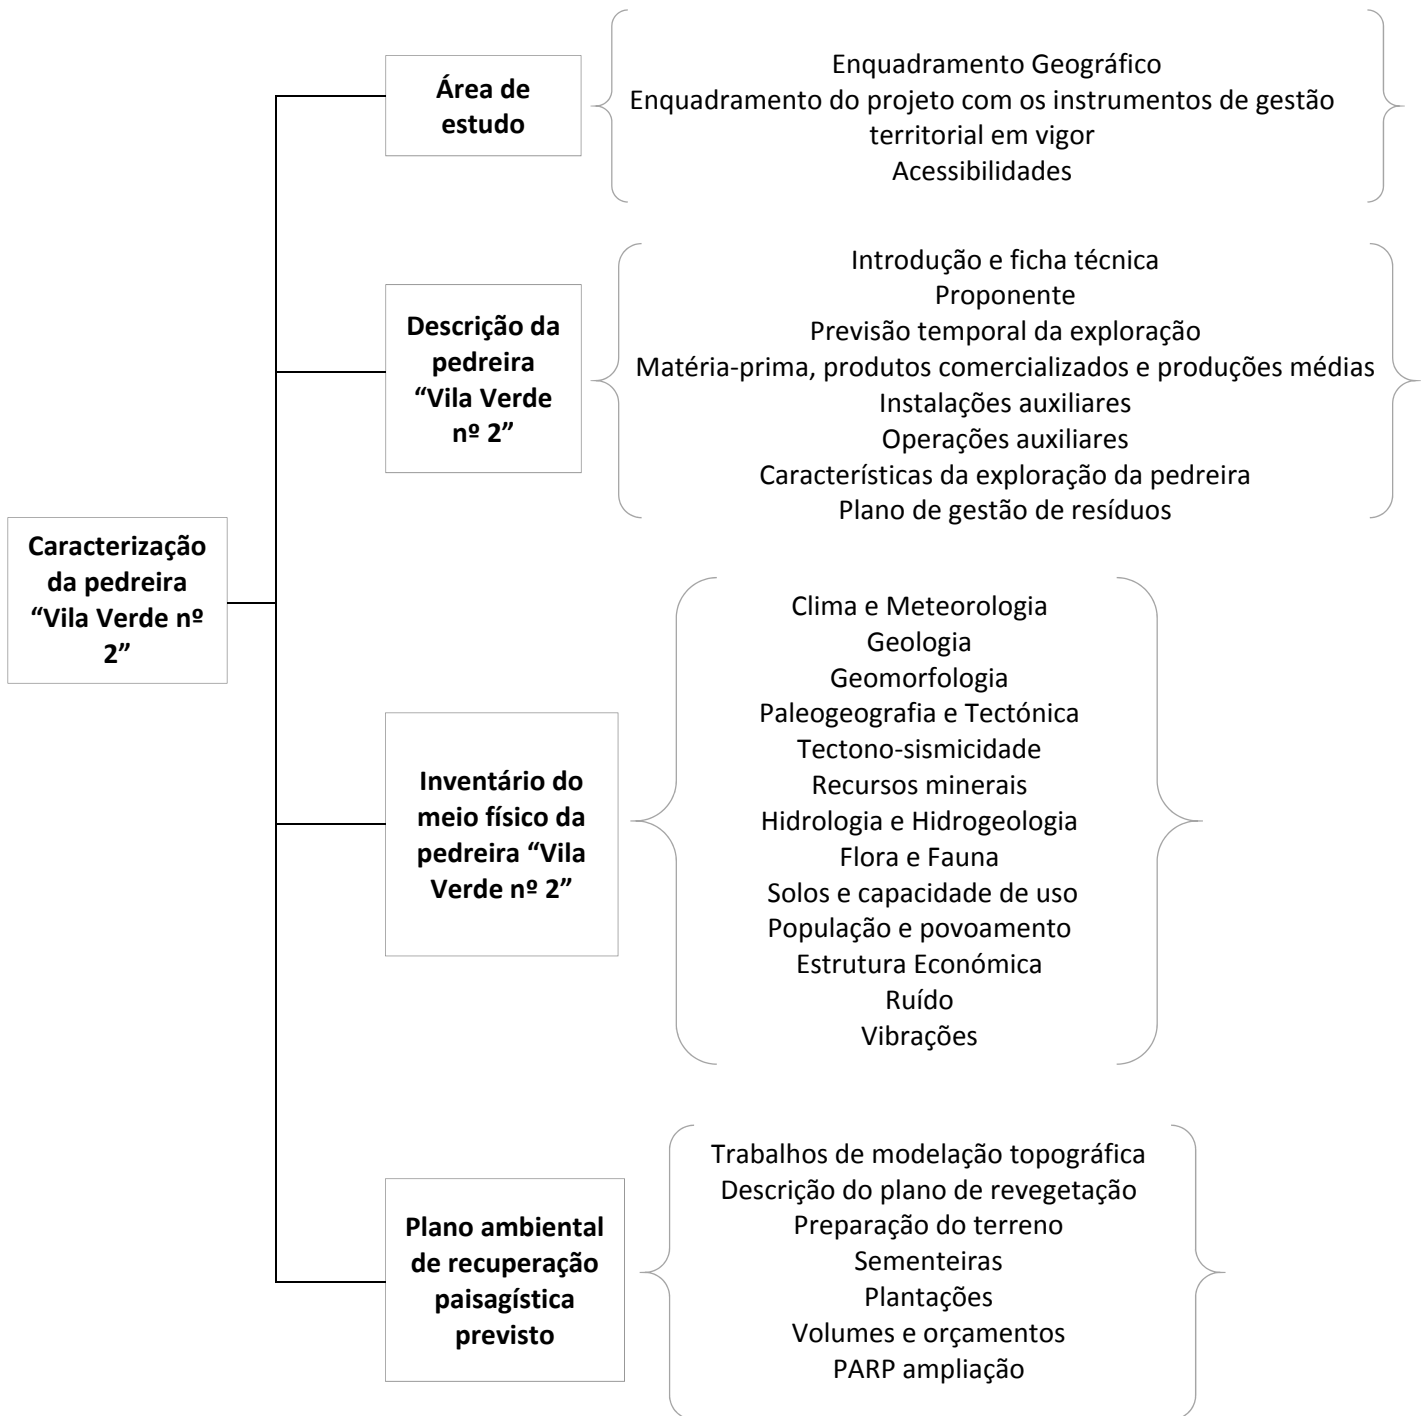 Área de
estudo
Enquadramento Geográfico
Enquadramento do projeto com os instrumentos de gestão
territorial em vigor
Acessibilidades
Descrição da
pedreira
“Vila Verde
nº 2”
Introdução e ficha técnica
Proponente
Previsão temporal da exploração
Matéria-prima, produtos comercializados e produções médias
Instalações auxiliares
Operações auxiliares
Características da exploração da pedreira
Plano de gestão de resíduos
Caracterização
da pedreira
“Vila Verde nº
2”
Inventário do
meio físico da
pedreira “Vila
Verde nº 2”
Clima e Meteorologia
Geologia
Geomorfologia
Paleogeografia e Tectónica
Tectono-sismicidade
Recursos minerais
Hidrologia e Hidrogeologia
Flora e Fauna
Solos e capacidade de uso
População e povoamento
Estrutura Económica
Ruído
Vibrações
Plano ambiental
de recuperação
paisagística
previsto
Trabalhos de modelação topográfica
Descrição do plano de revegetação
Preparação do terreno
Sementeiras
Plantações
Volumes e orçamentos
PARP ampliação